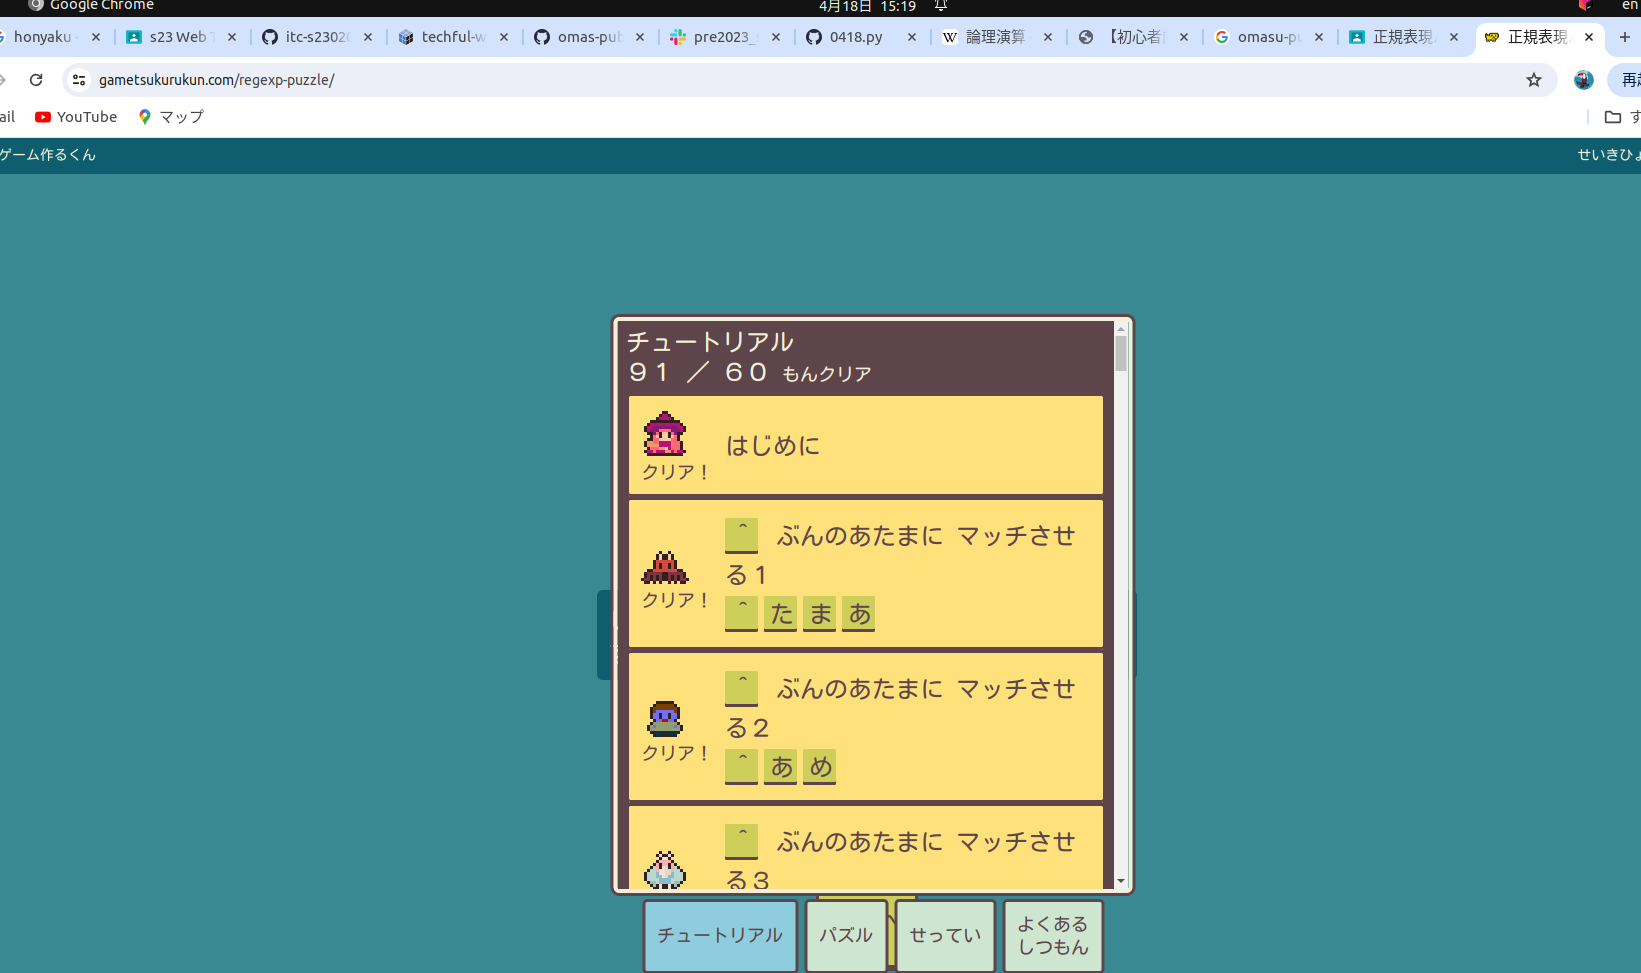 Google Chrome
4月18日 15:19
en
honyaku
s23 Web
itc-s2302
techful-w
omas-pub
pre2023_
0418.py
論理演算
【初心者
omasu-pu
正規表現
正規表現
gametsukurukun.com/regexp-puzzle/
ail
YouTube
マップ
ゲーム作るくん
せいきひょ
チュートリアル
９１ ／ ６０ もんクリア
はじめに
クリア！
^ ぶんのあたまに マッチさせ
る１
クリア！
^ た ま あ
^ ぶんのあたまに マッチさせ
る２
クリア！
^ あ め
^ ぶんのあたまに マッチさせ
る３
チュートリアル
パズル
せってい
よくある
しつもん